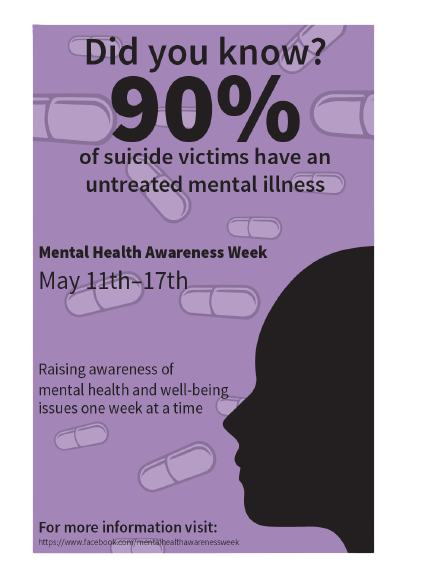 Did you know?
90%
of suicide victims have an
untreated mental illness
Mental Health Awareness Week
May 11th–17th
Raising awareness of
mental health and well-being
issues one week at a time
For more information visit:
https://www.facebook.com/mentalhealthawarenessweek